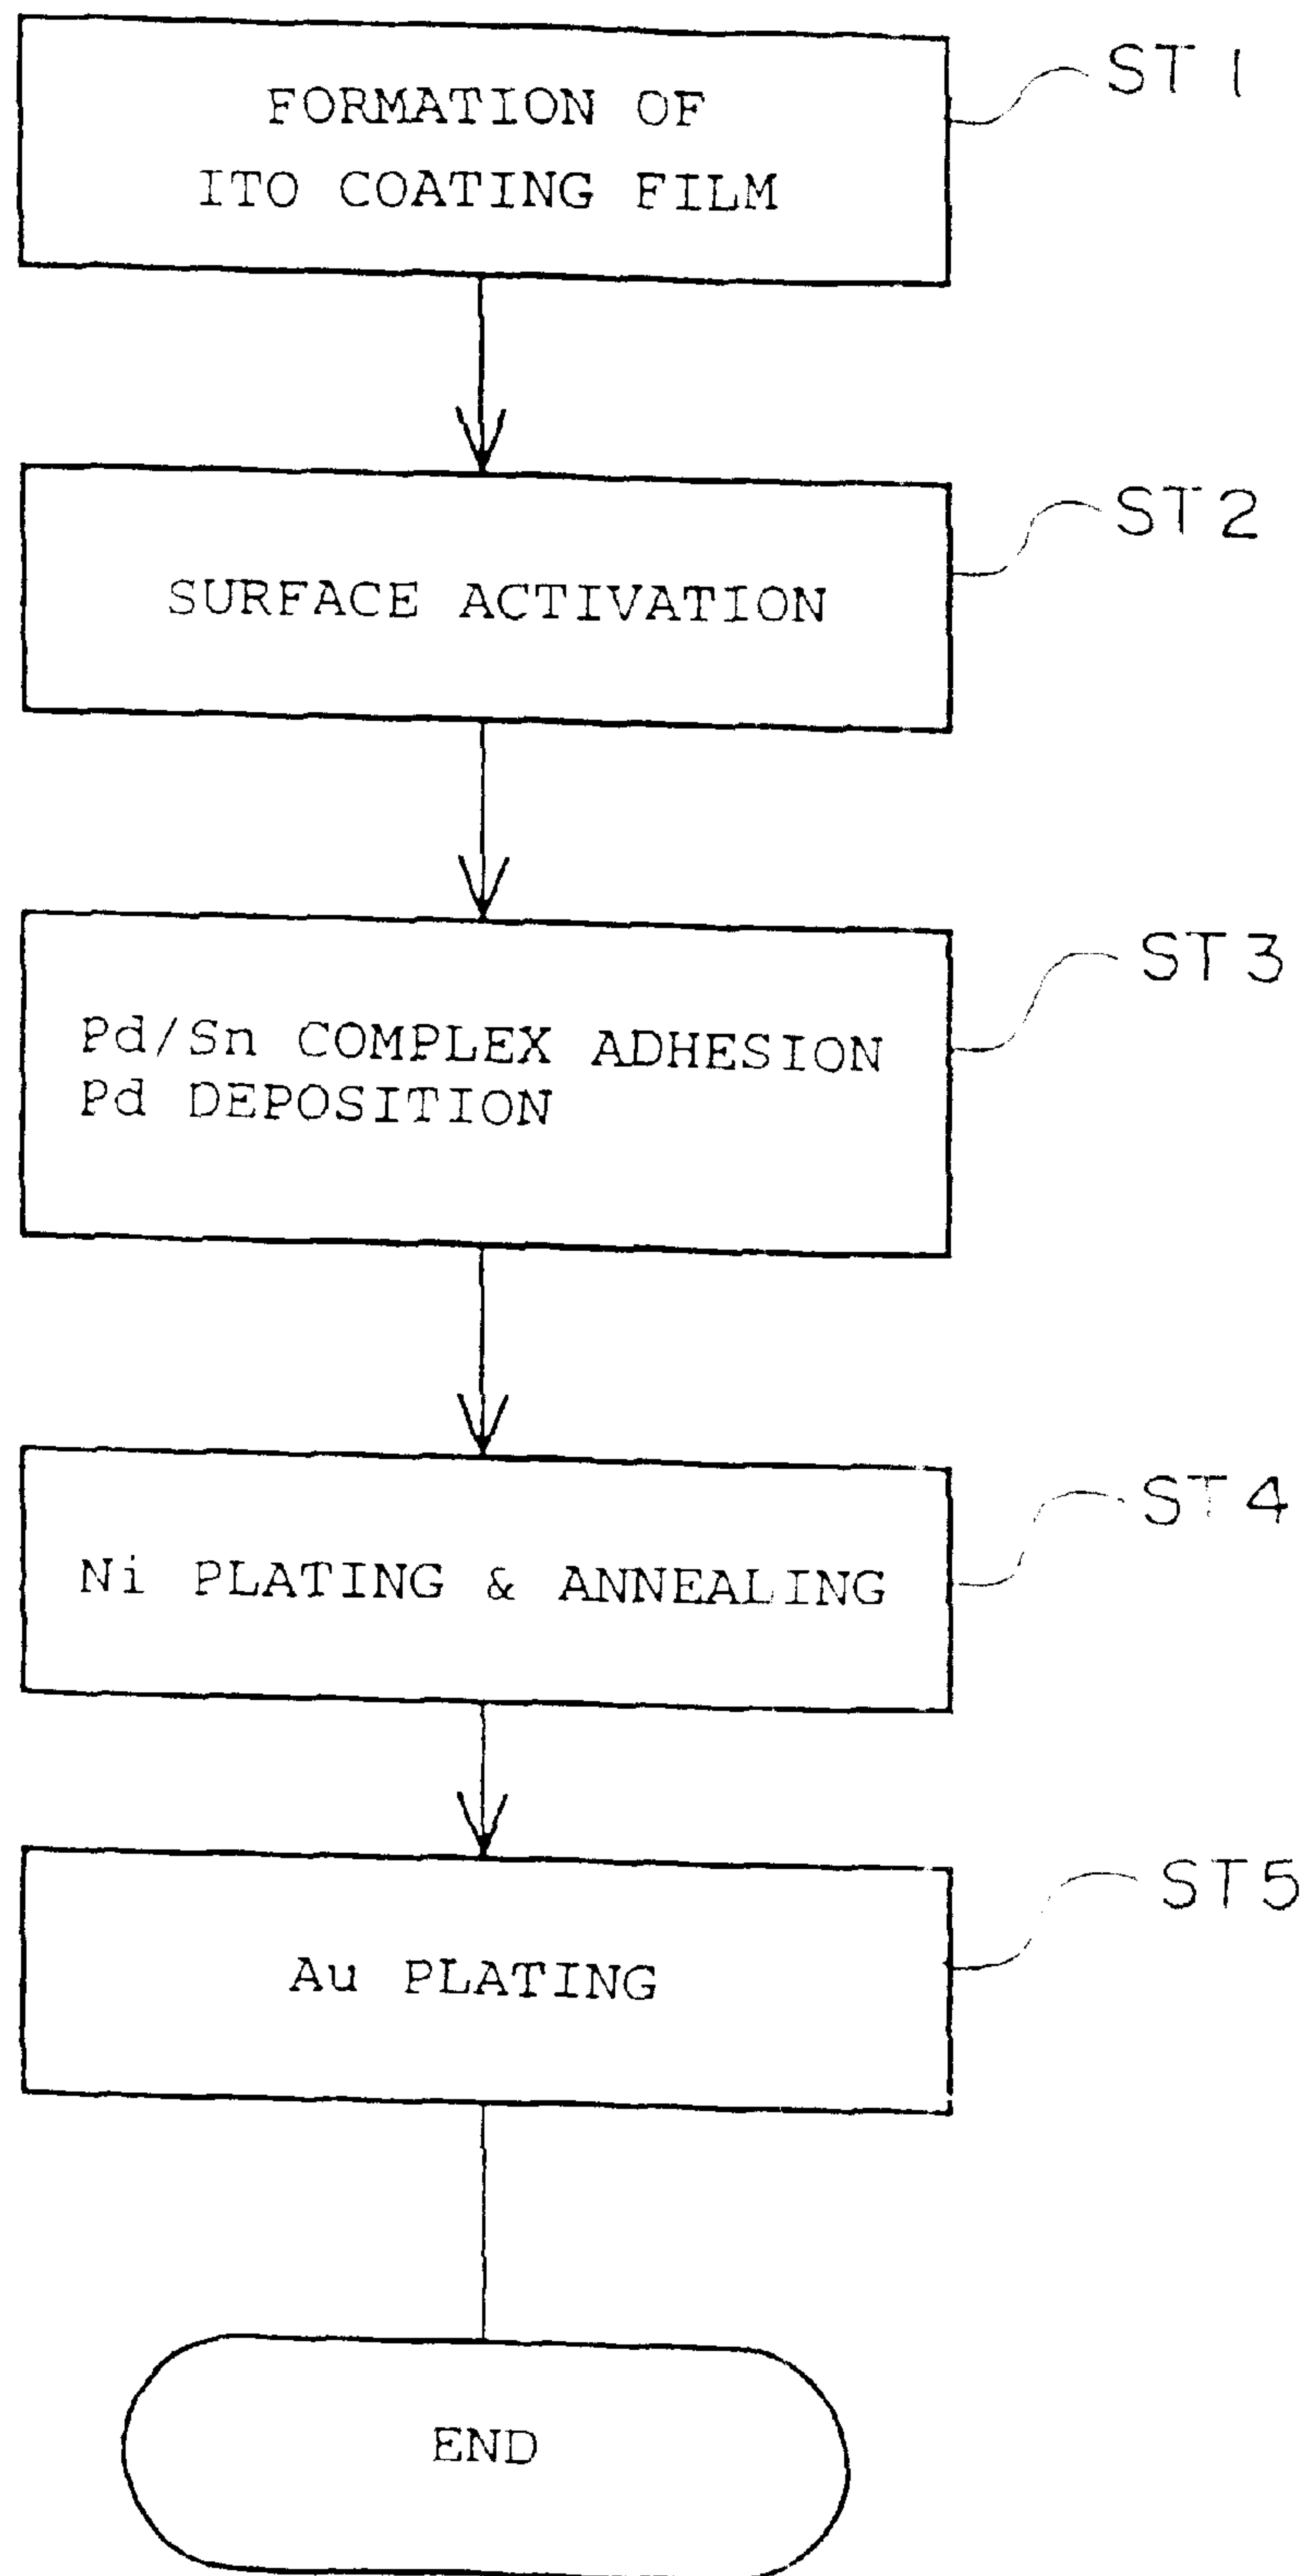 FORMATION OF
ITO COATING FILM
ST1
SURFACE ACTIVATION
ST2
Pd/Sn COMPLEX ADHESION
Pd DEPOSITION
ST3
Ni PLATING & ANNEALING
ST4
Au PLATING
ST5
END